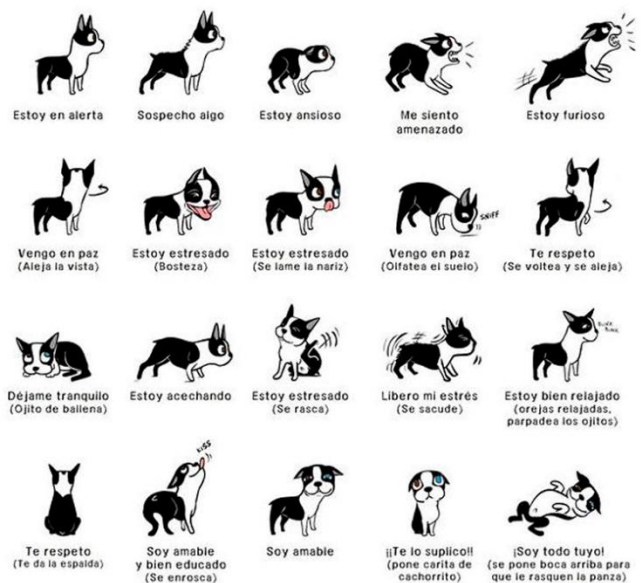 Estoy en alerta
Sospecho algo
Estoy ansioso
Me siento
amenazado
Estoy furioso
SNIFF
Vengo en paz
(Aleja la vista)
Estoy estresado
(Bosteza)
Estoy estresado
(Se lame la nariz)
Vengo en paz
(Olfatea el suelo)
Te respeto
(Se voltea y se aleja)
BLINK
BLINK
Déjame tranquilo
(Ojito de ballena)
Estoy acechando
Estoy estresado
(Se rasca)
Libero mi estrés
(Se sacude)
Estoy bien relajado
(orejas relajadas,
parpadea los ojitos)
KISS
Te respeto
(Te da la espalda)
Soy amable
y bien educado
(Se enrosca)
Soy amable
¡¡Te lo suplico!!
(pone carita de
cachorrito)
¡Soy todo tuyo!
(se pone boca arriba para
que le rasquen la panza)